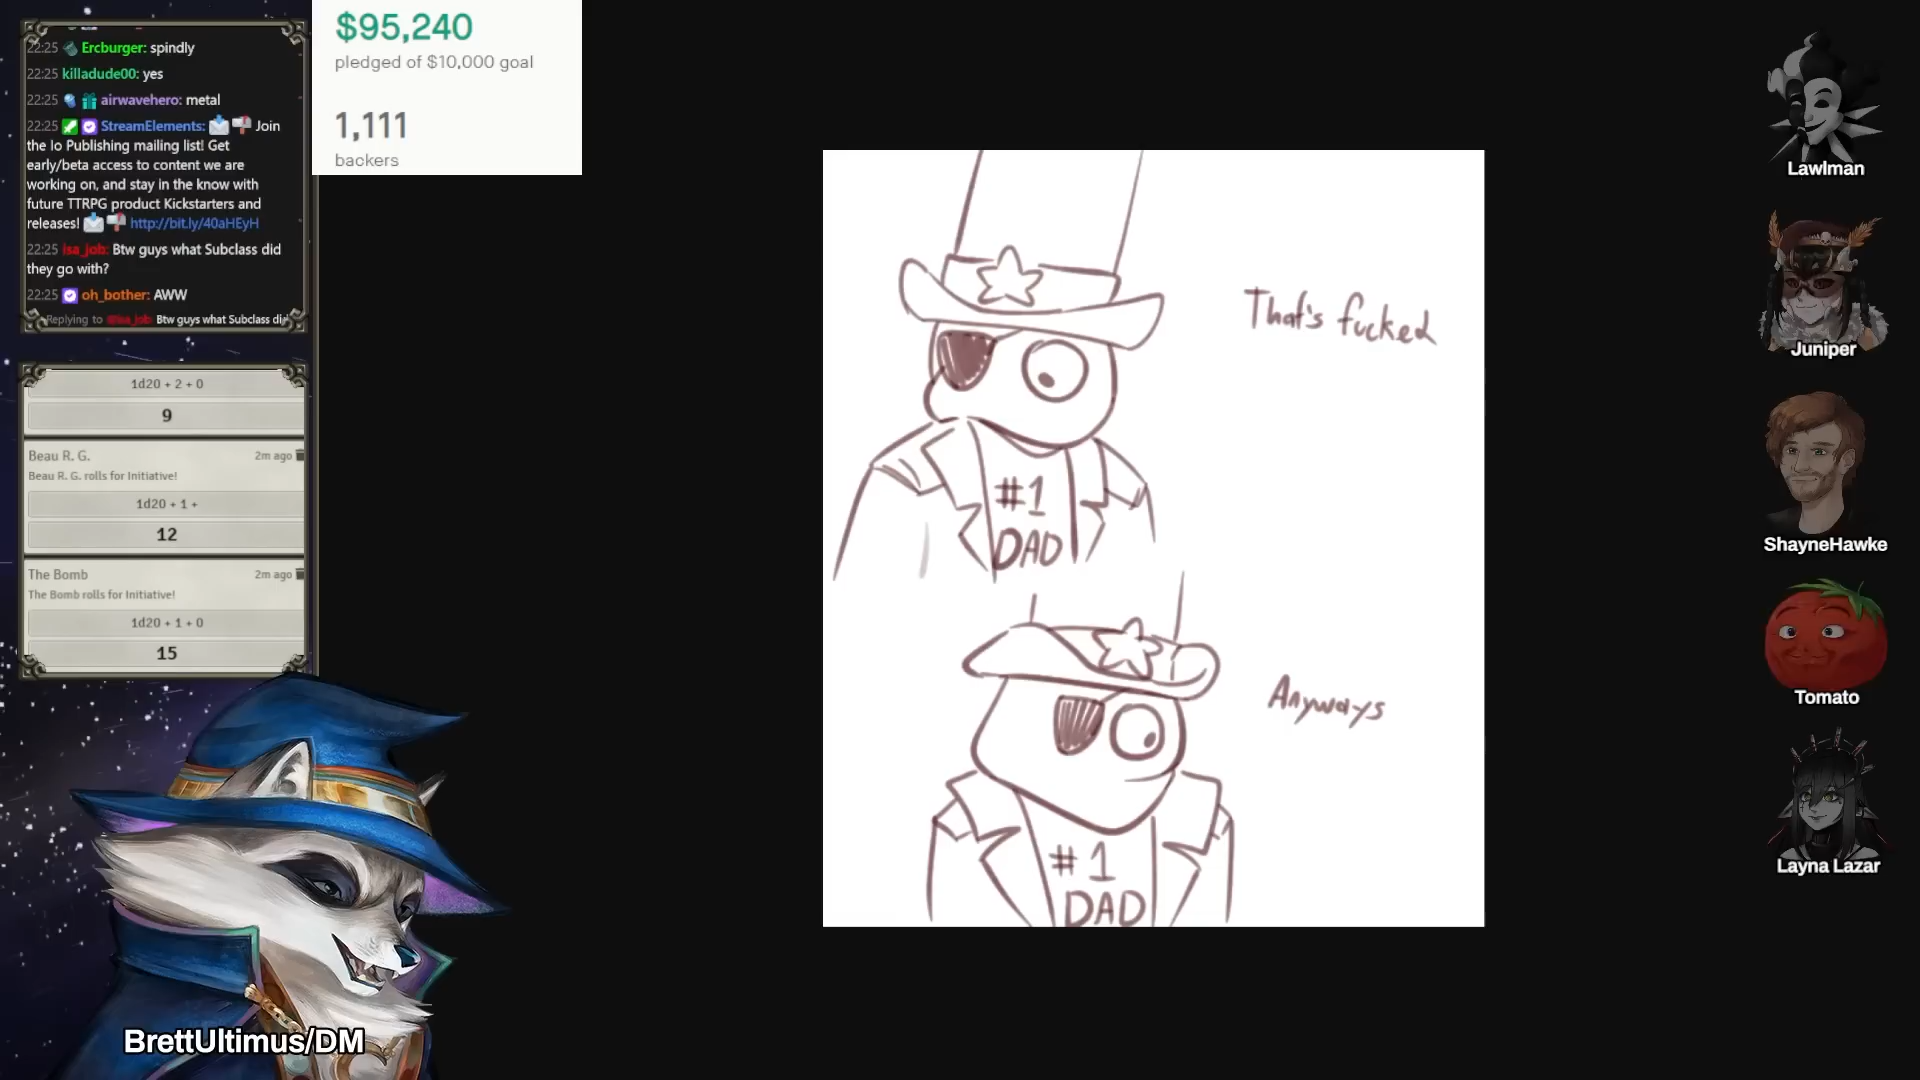 22:25 Ercburger: spindly
22:25 killadude00: yes
22:25 airwavehero: metal
22:25 StreamElements: Join
the Io Publishing mailing list! Get
early/beta access to content we are
working on, and stay in the know with
future TTRPG product Kickstarters and
releases! http://bit.ly/40aHEyH
22:25 isa_job: Btw guys what Subclass did
they go with?
22:25 oh_bother: AWW
Replying to @isa_job: Btw guys what Subclass did
$95,240
pledged of $10,000 goal
1,111
backers
1d20 + 2 + 0
9
Beau R. G. 2m ago
Beau R. G. rolls for Initiative!
1d20 + 1 +
12
The Bomb 2m ago
The Bomb rolls for Initiative!
1d20 + 1 + 0
15
BrettUltimus/DM
That's fucked
#1
DAD
Anyways
#1
DAD
Lawlman
Juniper
ShayneHawke
Tomato
Layna Lazar